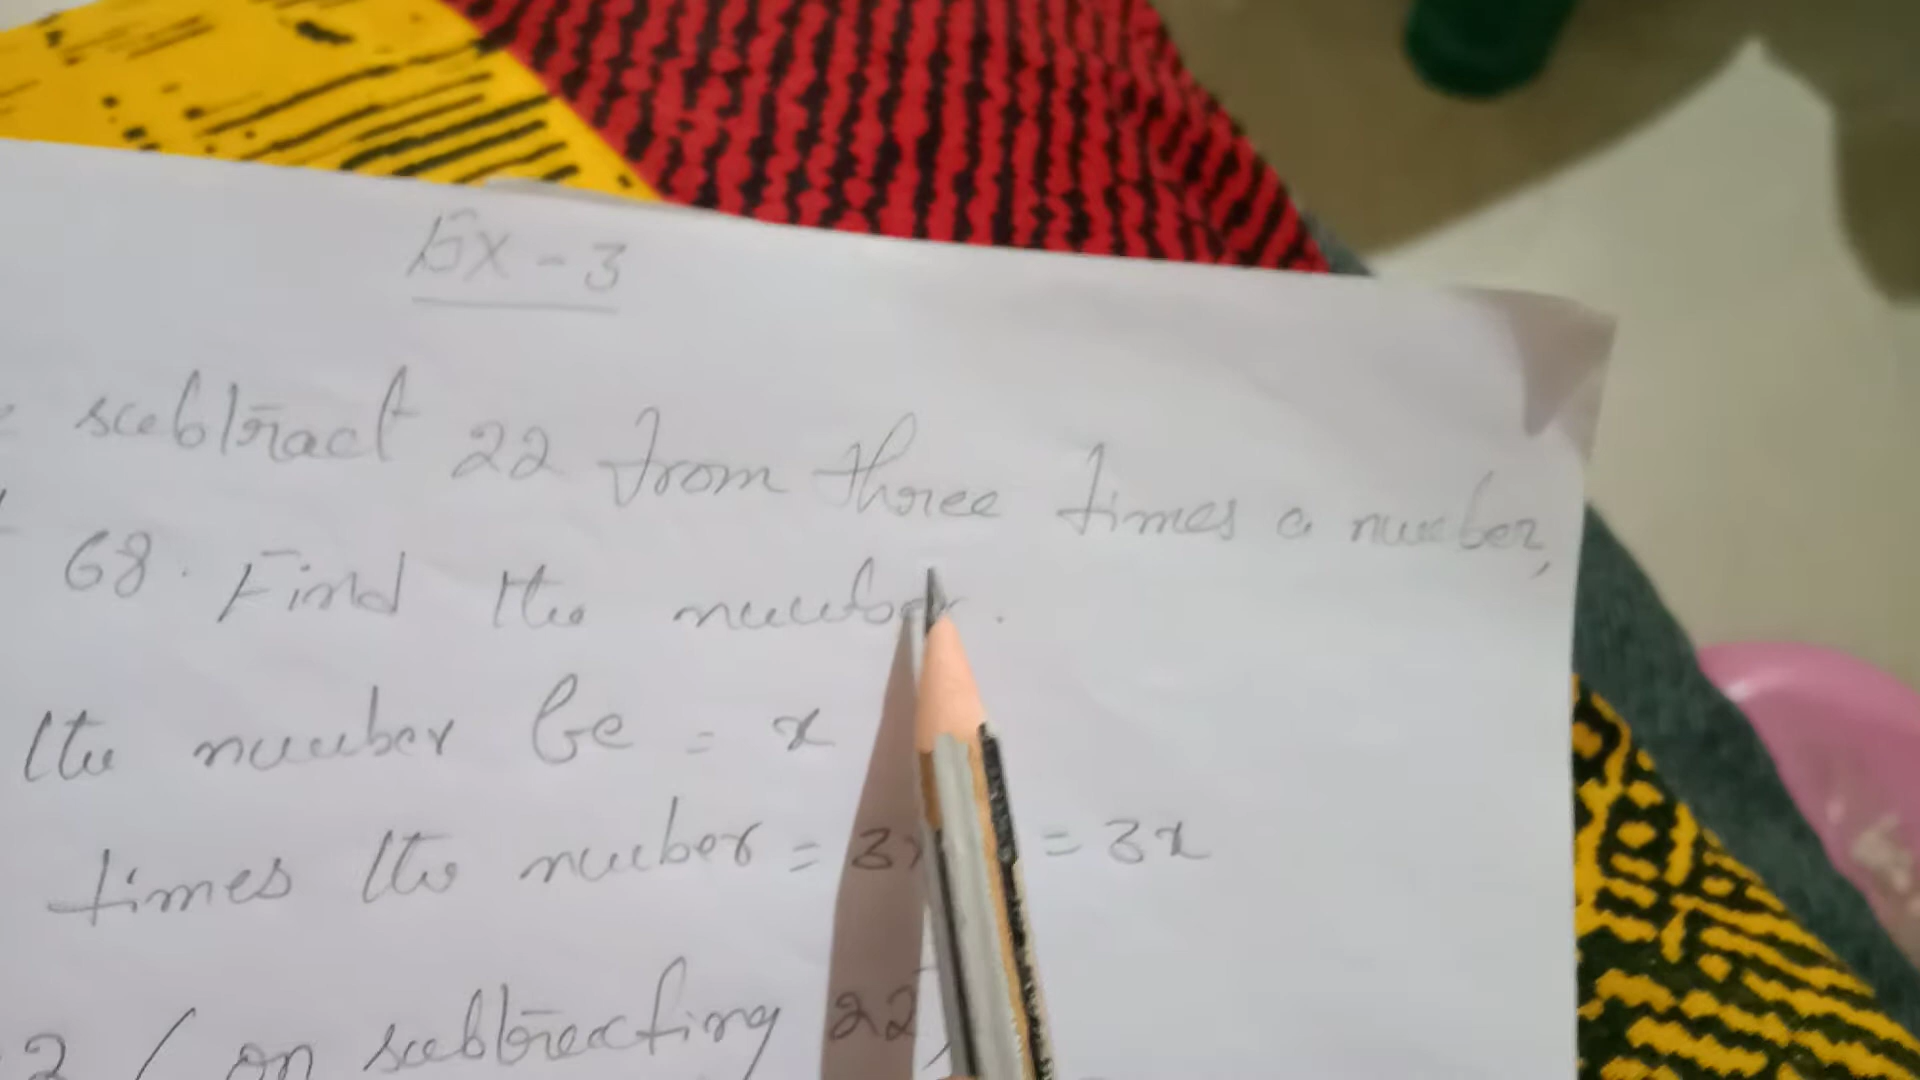 Ex - 3
subtract 22 from three times a number,
68. Find the number.
the number be = x
times the number = 3x = 3x
2 ( on subtracting 22